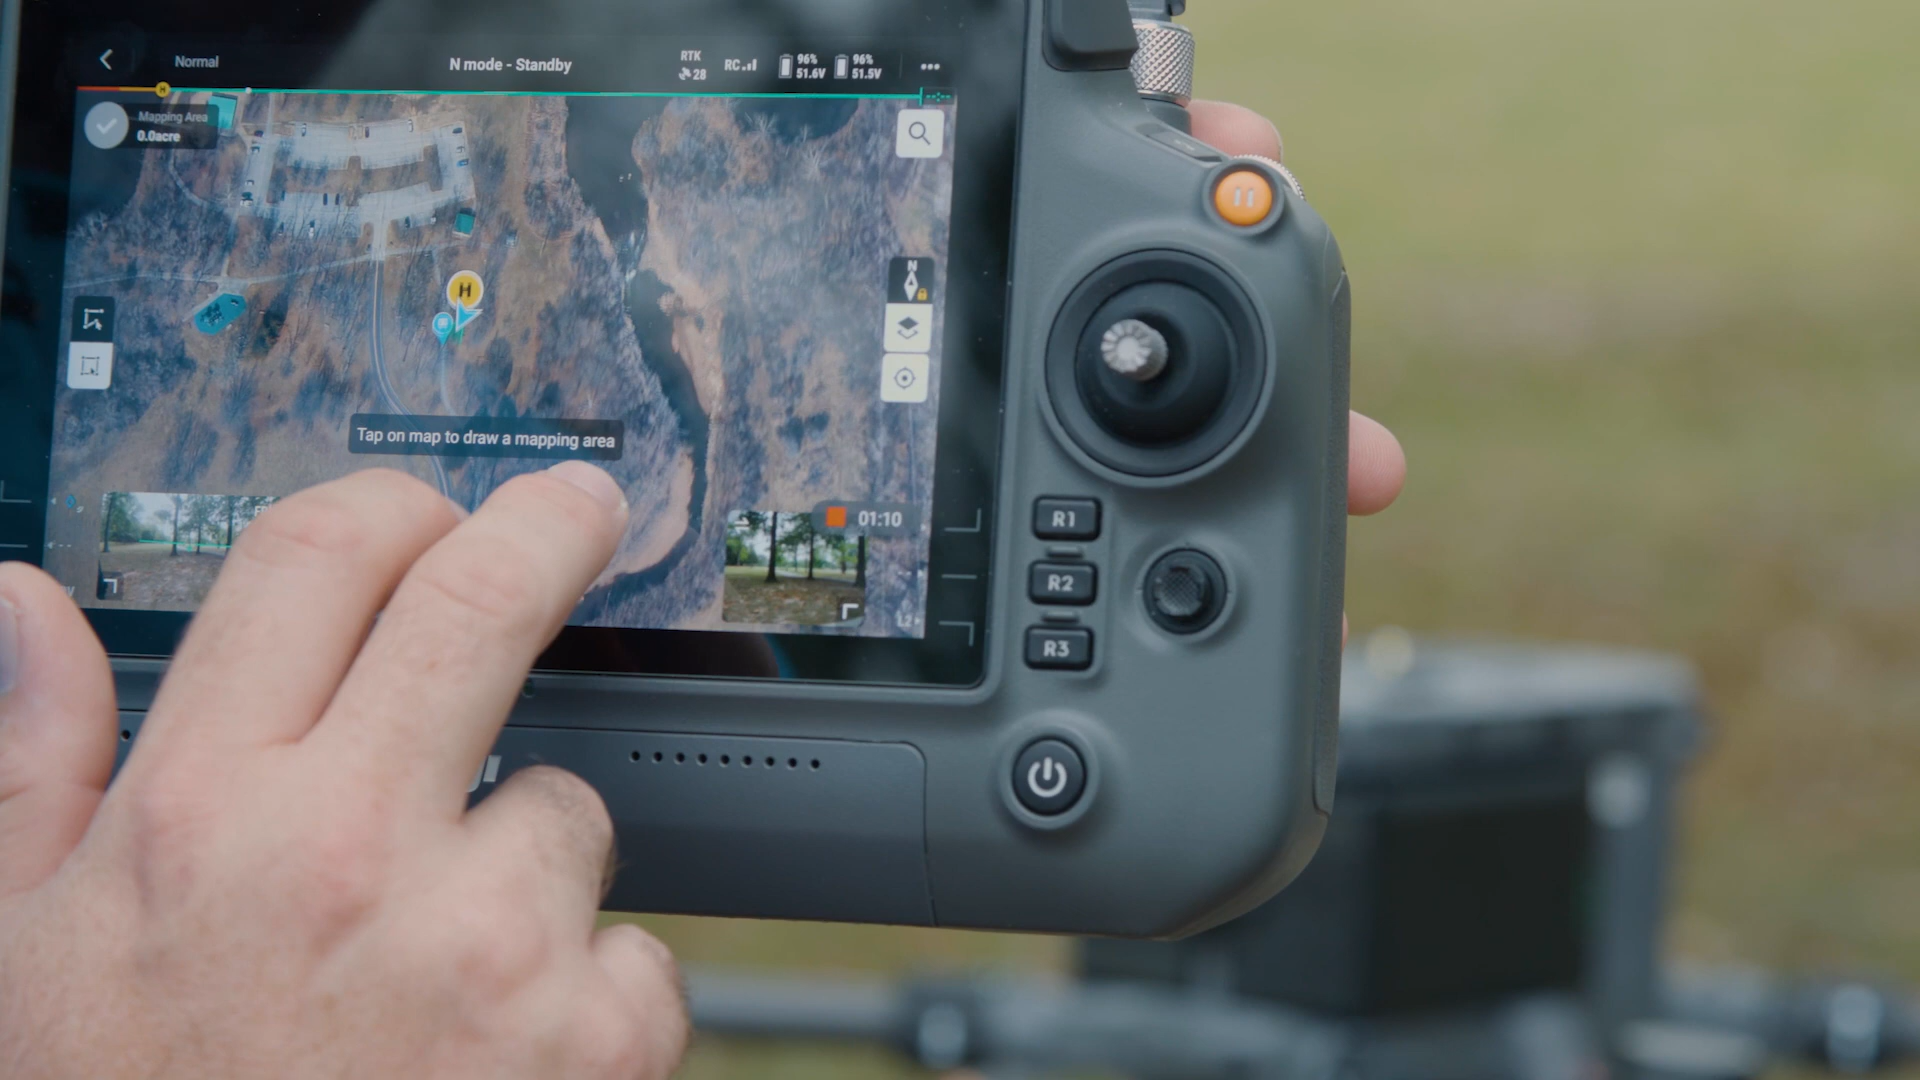 Normal
N mode - Standby
RTK
28
RC
96%
51.6V
96%
51.5V
H
Mapping Area
0.0acre
N
H
Tap on map to draw a mapping area
01:10
L2
R1
R2
R3